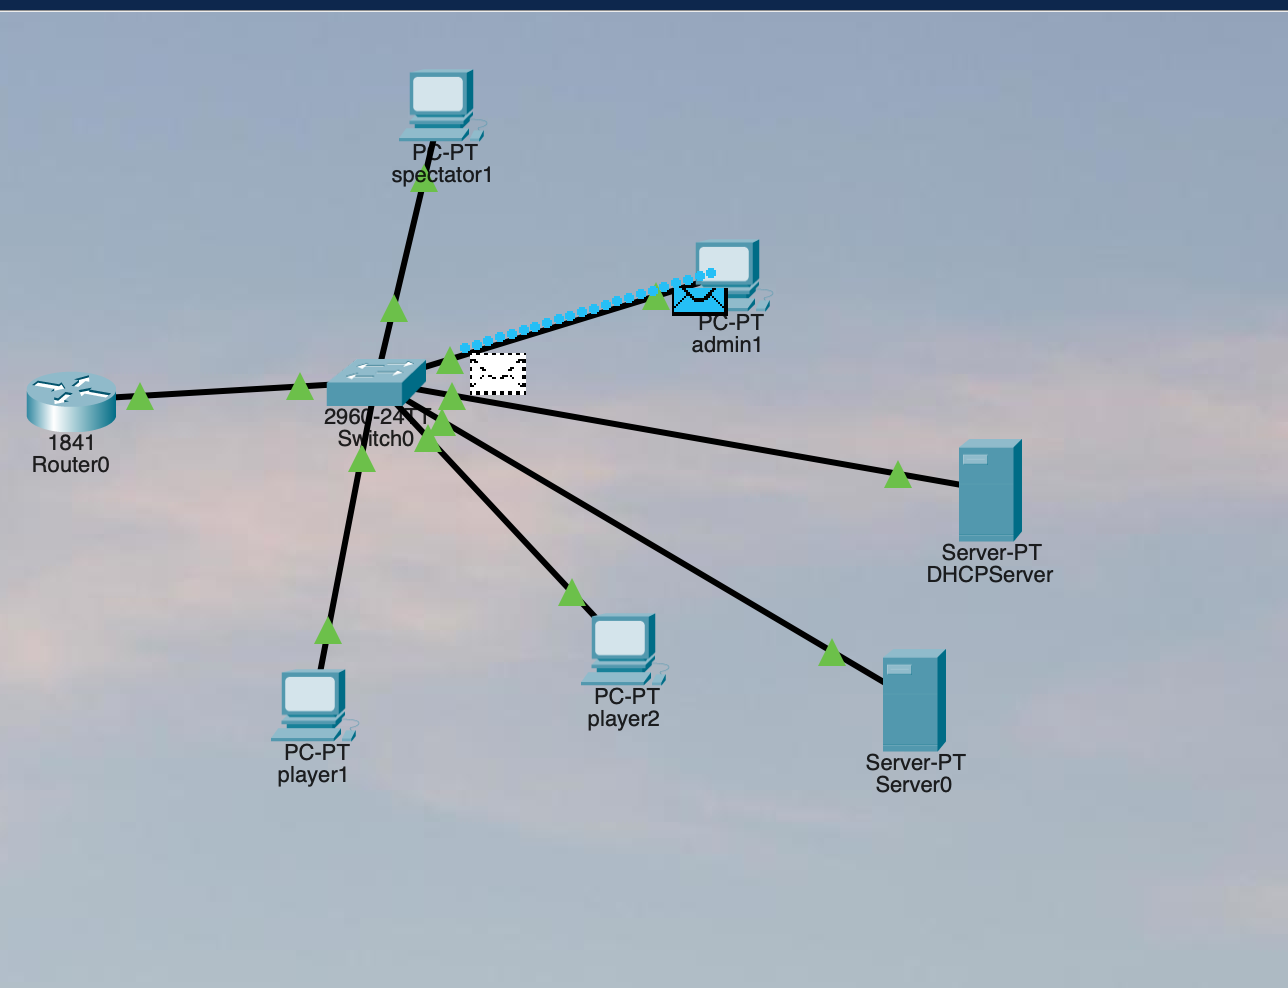 PC-PT
spectator1
PC-PT
admin1
2960-24TT
Switch0
1841
Router0
Server-PT
DHCPServer
PC-PT
player2
PC-PT
player1
Server-PT
Server0